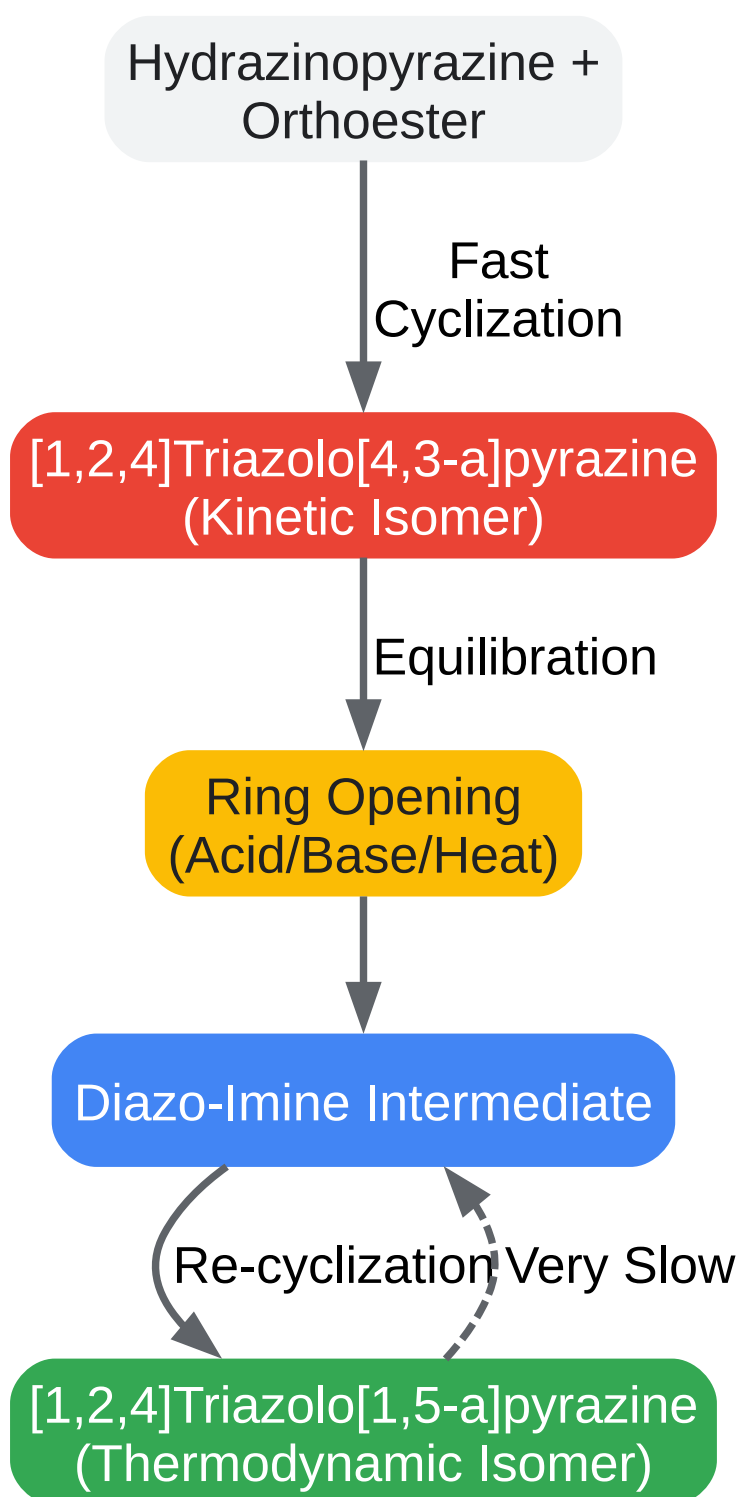 Hydrazinopyrazine +
Orthoester
Fast
Cyclization
[1,2,4]Triazolo[4,3-a]pyrazine
(Kinetic Isomer)
Equilibration
Ring Opening
(Acid/Base/Heat)
Diazo-Imine Intermediate
Re-cyclization
Very Slow
[1,2,4]Triazolo[1,5-a]pyrazine
(Thermodynamic Isomer)